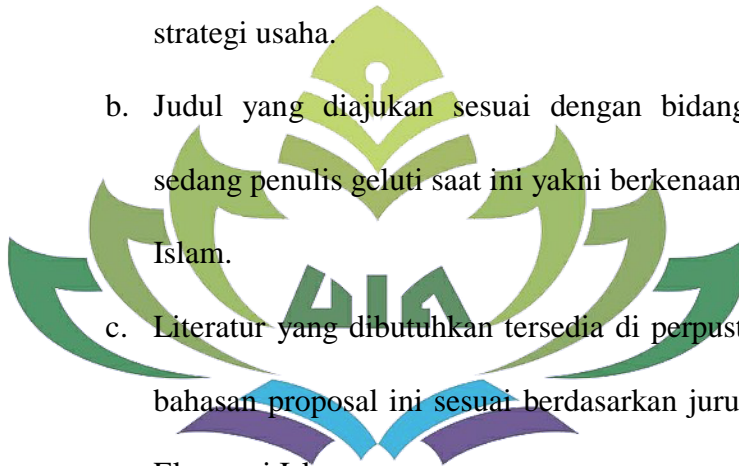 strategi usaha.
b. Judul yang diajukan sesuai dengan bidang
sedang penulis geluti saat ini yakni berkenaan
Islam.
UIN
c. Literatur yang dibutuhkan tersedia di perpust
bahasan proposal ini sesuai berdasarkan juru